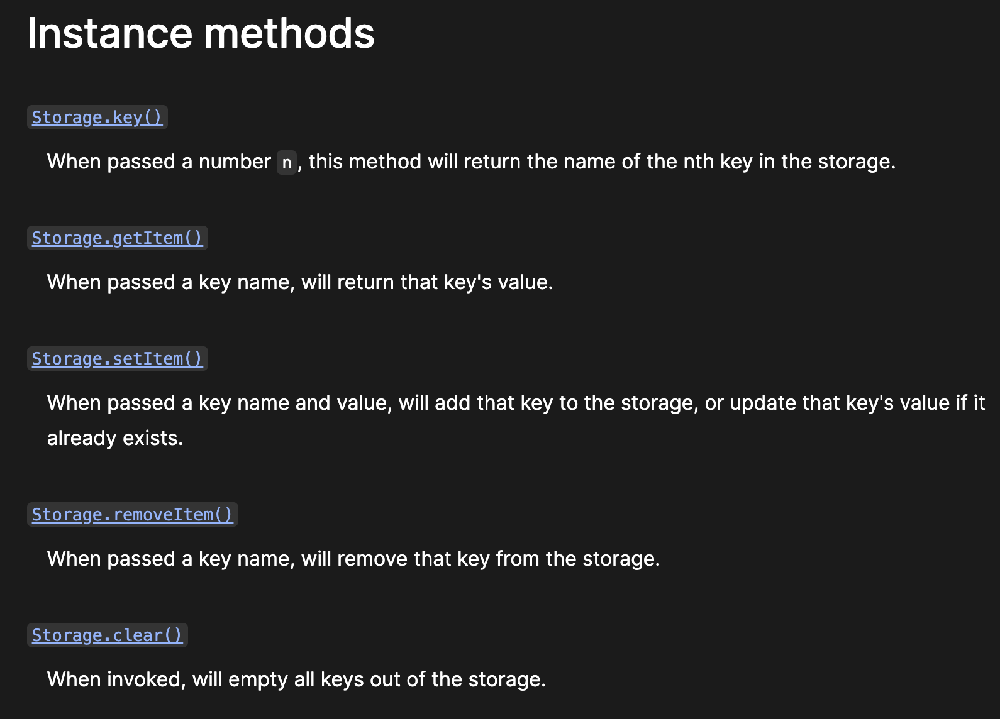 Instance methods
Storage.key()
When passed a number n, this method will return the name of the nth key in the storage.
Storage.getItem()
When passed a key name, will return that key's value.
Storage.setItem()
When passed a key name and value, will add that key to the storage, or update that key's value if it
already exists.
Storage.removeItem()
When passed a key name, will remove that key from the storage.
Storage.clear()
When invoked, will empty all keys out of the storage.